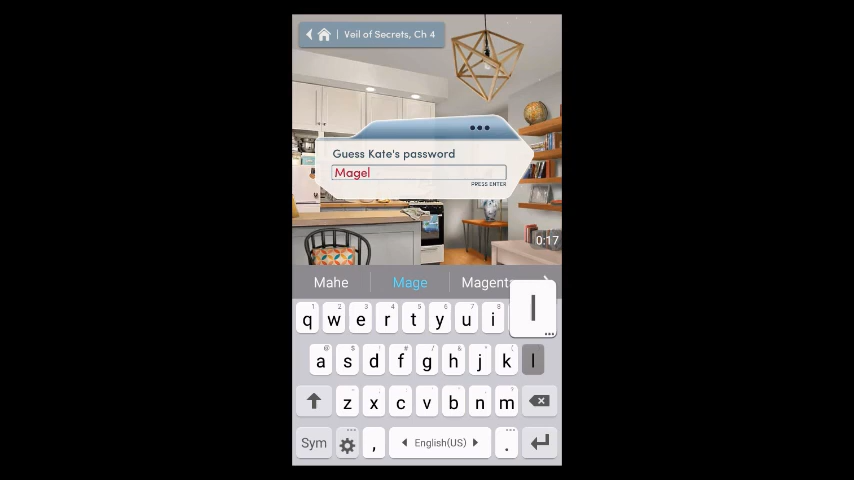 Veil of Secrets, Ch 4
Guess Kate's password
Magel
PRESS ENTER
0:17
Mahe Mage Magent
l
q w e r t y u i
a s d f g h j k l
z x c v b n m
Sym , English(US) .